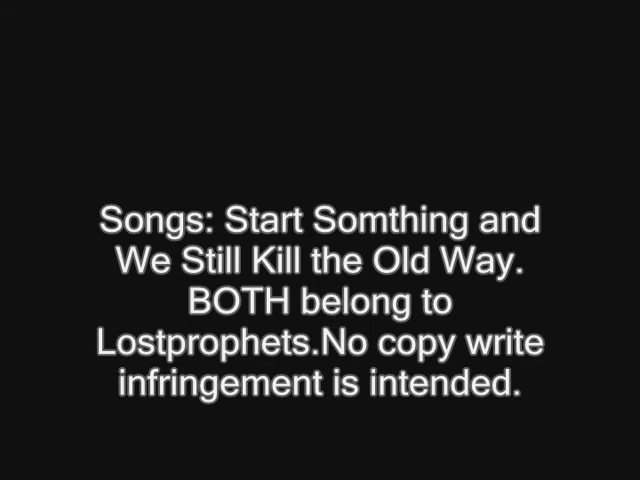 Songs: Start Somthing and
We Still Kill the Old Way.
BOTH belong to
Lostprophets.No copy write
infringement is intended.